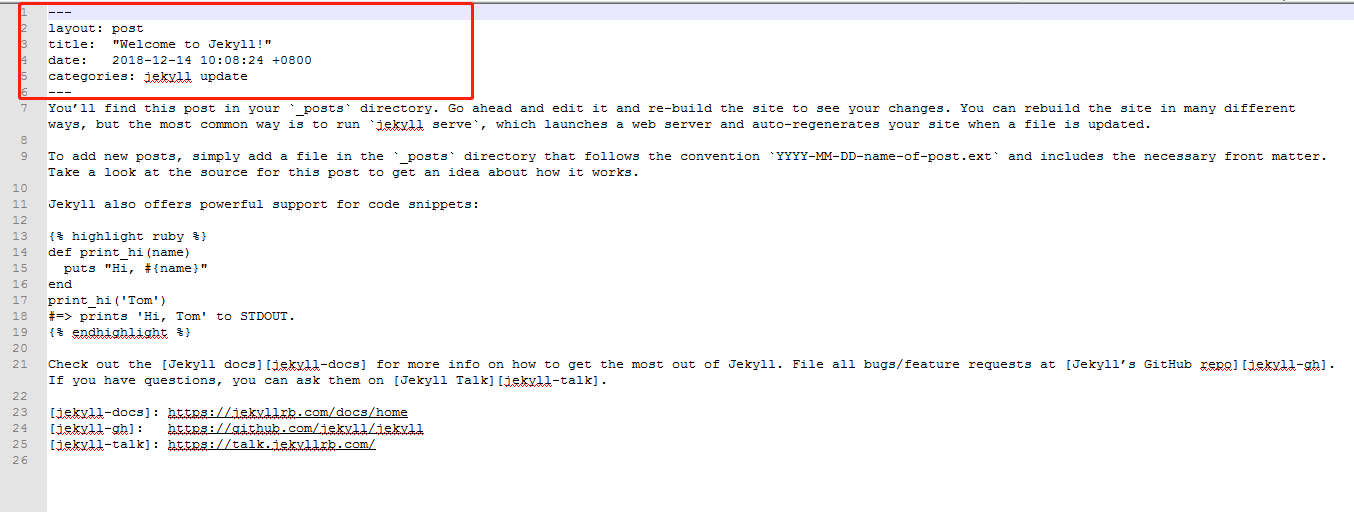 1 ---
2 layout: post
3 title:  "Welcome to Jekyll!"
4 date:   2018-12-14 10:08:24 +0800
5 categories: jekyll update
6 ---
7 You’ll find this post in your `_posts` directory. Go ahead and edit it and re-build the site to see your changes. You can rebuild the site in many different
ways, but the most common way is to run `jekyll serve`, which launches a web server and auto-regenerates your site when a file is updated.
8
9 To add new posts, simply add a file in the `_posts` directory that follows the convention `YYYY-MM-DD-name-of-post.ext` and includes the necessary front matter.
Take a look at the source for this post to get an idea about how it works.
10
11 Jekyll also offers powerful support for code snippets:
12
13 {% highlight ruby %}
14 def print_hi(name)
15   puts "Hi, #{name}"
16 end
17 print_hi('Tom')
18 #=> prints 'Hi, Tom' to STDOUT.
19 {% endhighlight %}
20
21 Check out the [Jekyll docs][jekyll-docs] for more info on how to get the most out of Jekyll. File all bugs/feature requests at [Jekyll’s GitHub repo][jekyll-gh].
If you have questions, you can ask them on [Jekyll Talk][jekyll-talk].
22
23 [jekyll-docs]: https://jekyllrb.com/docs/home
24 [jekyll-gh]:   https://github.com/jekyll/jekyll
25 [jekyll-talk]: https://talk.jekyllrb.com/
26